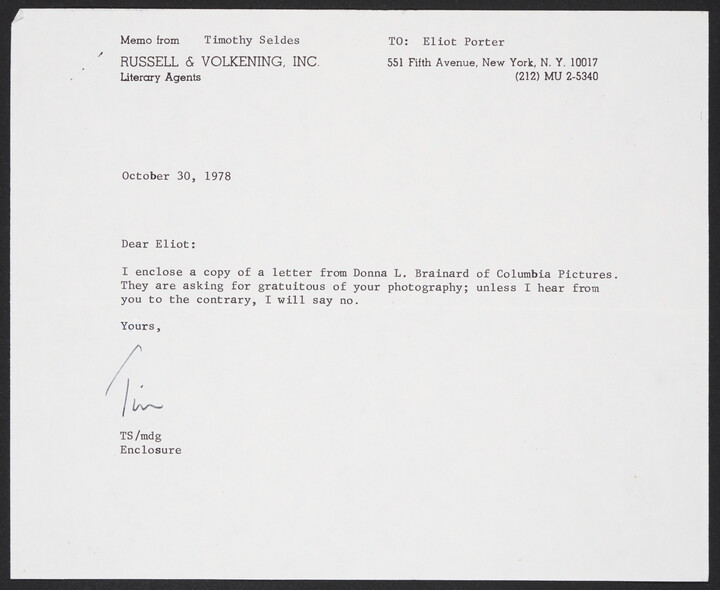 Memo from Timothy Seldes TO: Eliot Porter
RUSSELL & VOLKENING, INC. 551 Fifth Avenue, New York, N. Y. 10017
Literary Agents (212) MU 2-5340
October 30, 1978
Dear Eliot:
I enclose a copy of a letter from Donna L. Brainard of Columbia Pictures.
They are asking for gratuitous of your photography; unless I hear from
you to the contrary, I will say no.
Yours,
Tim
TS/mdg
Enclosure